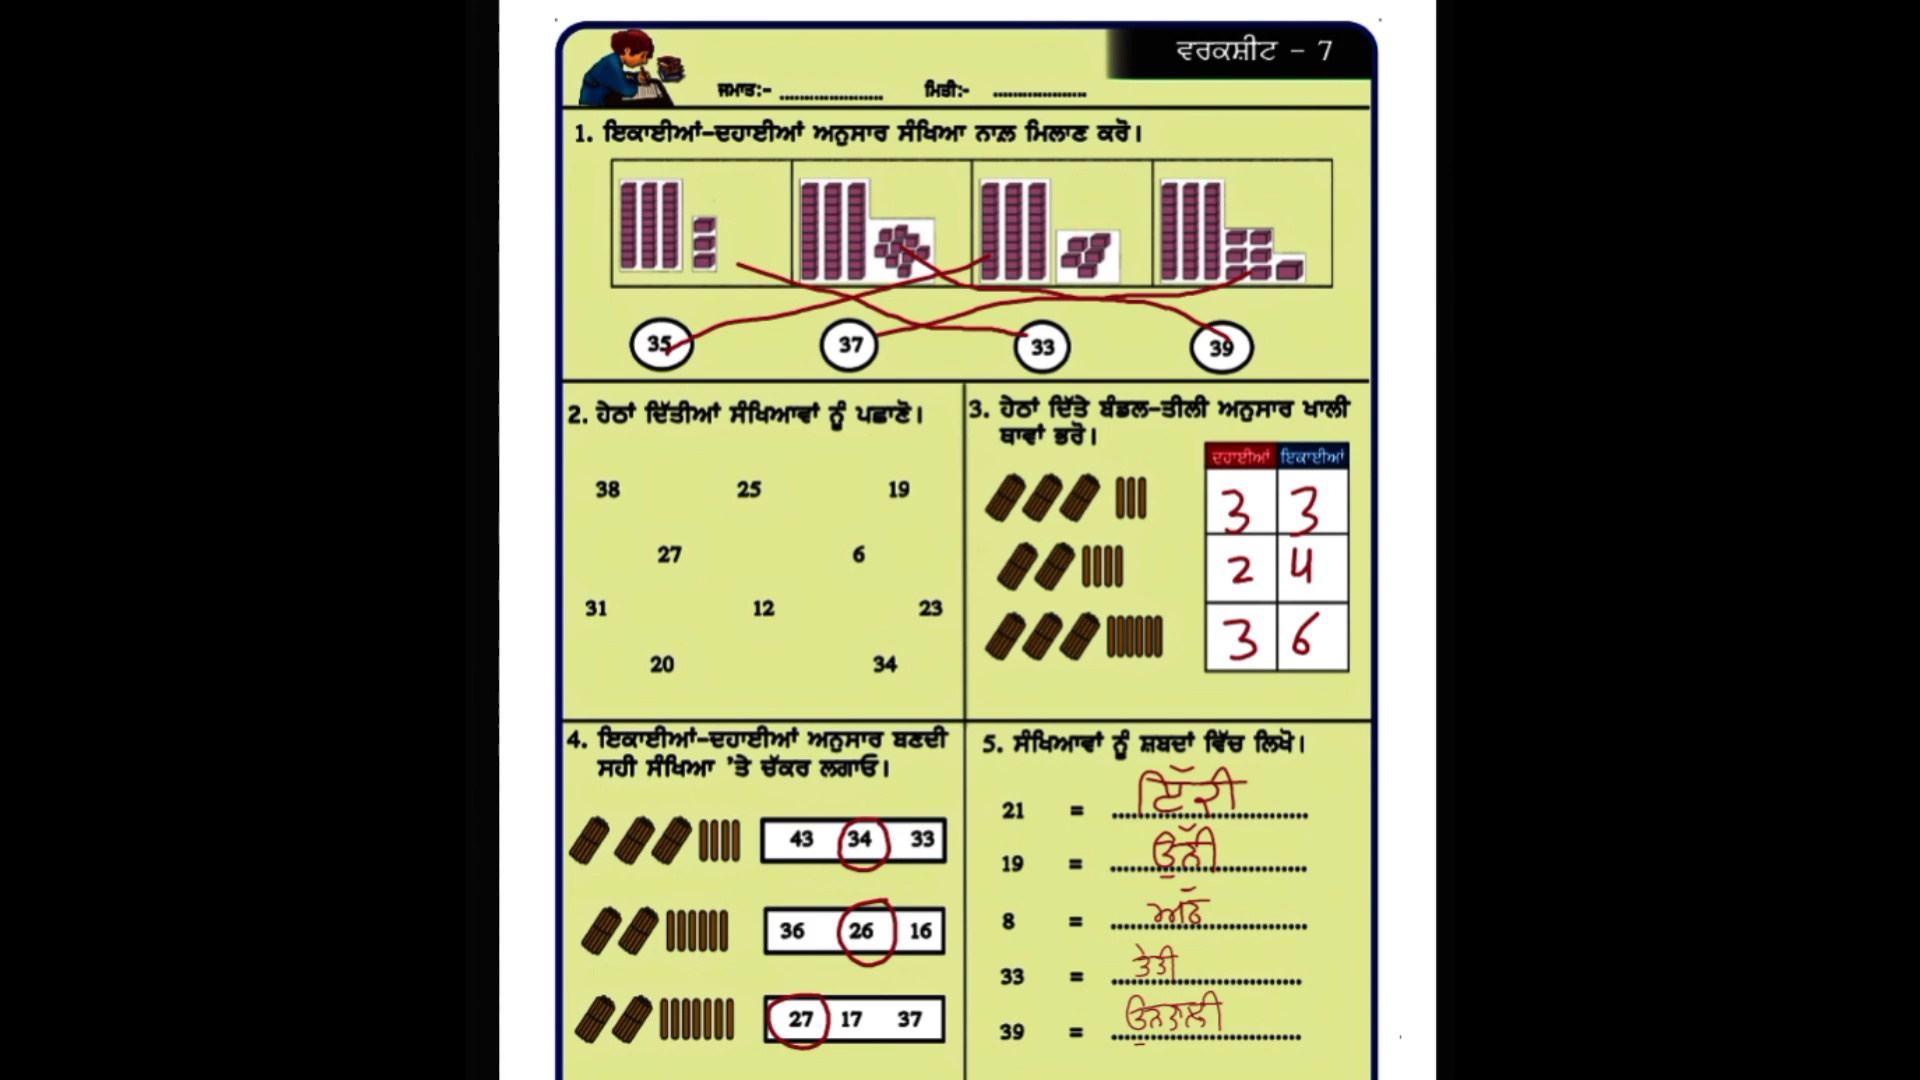 ਵਰਕਸ਼ੀਟ - 7
ਜਮਾਤ:- .................... ਮਿਤੀ:- ..................
1. ਇਕਾਈਆਂ-ਦਹਾਈਆਂ ਅਨੁਸਾਰ ਸੰਖਿਆ ਨਾਲ਼ ਮਿਲਾਣ ਕਰੋ।
35 37 33 39
2. ਹੇਠਾਂ ਦਿੱਤੀਆਂ ਸੰਖਿਆਵਾਂ ਨੂੰ ਪਛਾਣੋ।
38 25 19
27 6
31 12 23
20 34
3. ਹੇਠਾਂ ਦਿੱਤੇ ਬੰਡਲ-ਤੀਲੀ ਅਨੁਸਾਰ ਖਾਲੀ
ਥਾਵਾਂ ਭਰੋ।
ਦਹਾਈਆਂ ਇਕਾਈਆਂ
3 3
2 4
3 6
4. ਇਕਾਈਆਂ-ਦਹਾਈਆਂ ਅਨੁਸਾਰ ਬਣਦੀ
ਸਹੀ ਸੰਖਿਆ 'ਤੇ ਚੱਕਰ ਲਗਾਓ।
43 34 33
36 26 16
27 17 37
5. ਸੰਖਿਆਵਾਂ ਨੂੰ ਸ਼ਬਦਾਂ ਵਿੱਚ ਲਿਖੋ।
21 = ਇੱਕੀ
19 = ਉੱਨੀ
8 = ਅੱਠ
33 = ਤੇਤੀ
39 = ਉਨਤਾਲੀ